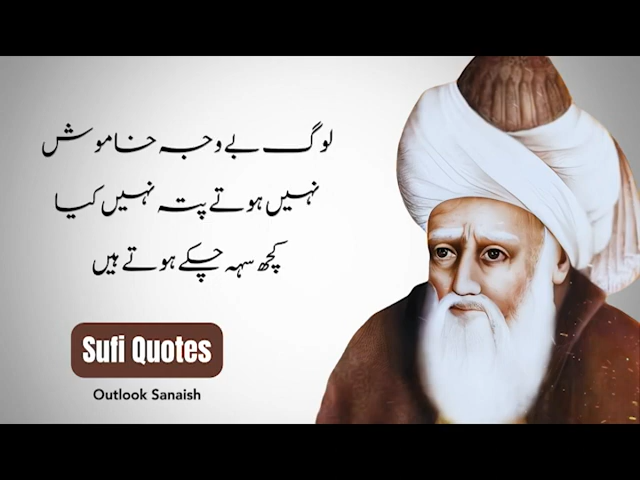 لوگ بے وجہ خاموش
نہیں ہوتے پتہ نہیں کیا
کچھ سہہ چکے ہوتے ہیں
Sufi Quotes
Outlook Sanaish